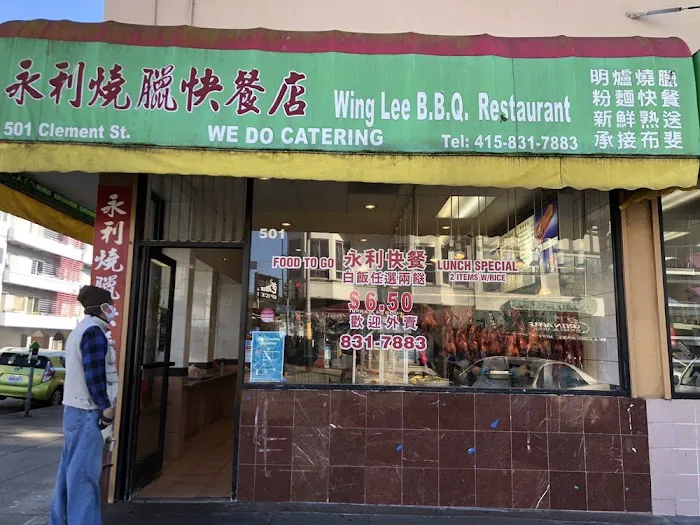 永利燒臘快餐店
Wing Lee B.B.Q. Restaurant
501 Clement St.
WE DO CATERING
Tel: 415-831-7883
明爐燒臘
粉麵快餐
新鮮熟送
承接布斐
永利燒臘
501
FOOD TO GO
永利快餐
LUNCH SPECIAL
白飯任選兩餸
2 ITEMS W/RICE
$6.50
歡迎外賣
831-7883